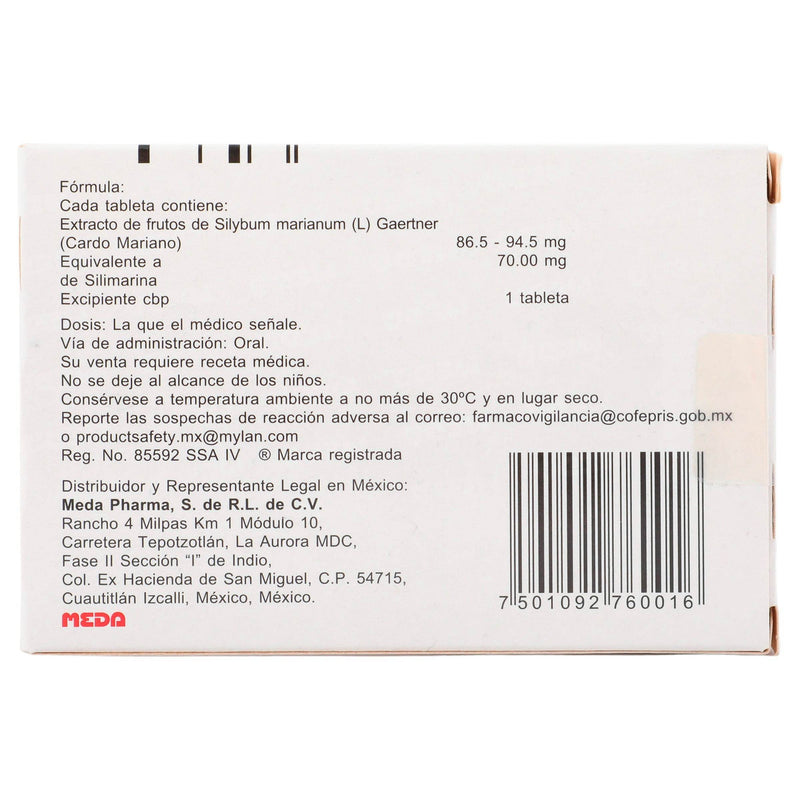 Fórmula:
Cada tableta contiene:
Extracto de frutos de Silybum marianum (L) Gaertner
(Cardo Mariano) 86.5 - 94.5 mg
Equivalente a 70.00 mg
de Silimarina
Excipiente cbp 1 tableta
Dosis: La que el médico señale.
Vía de administración: Oral.
Su venta requiere receta médica.
No se deje al alcance de los niños.
Consérvese a temperatura ambiente a no más de 30ºC y en lugar seco.
Reporte las sospechas de reacción adversa al correo: farmacovigilancia@cofepris.gob.mx
o productsafety.mx@mylan.com
Reg. No. 85592 SSA IV ® Marca registrada
Distribuidor y Representante Legal en México:
Meda Pharma, S. de R.L. de C.V.
Rancho 4 Milpas Km 1 Módulo 10,
Carretera Tepotzotlán, La Aurora MDC,
Fase II Sección “I” de Indio,
Col. Ex Hacienda de San Miguel, C.P. 54715,
Cuautitlán Izcalli, México, México.
MEDA
7 501092 760016